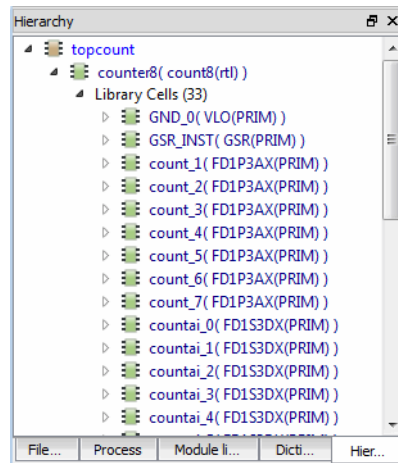 Hierarchy
topcount
counter8( count8(rtl) )
Library Cells (33)
GND_0( VLO(PRIM) )
GSR_INST( GSR(PRIM) )
count_1( FD1P3AX(PRIM) )
count_2( FD1P3AX(PRIM) )
count_3( FD1P3AX(PRIM) )
count_4( FD1P3AX(PRIM) )
count_5( FD1P3AX(PRIM) )
count_6( FD1P3AX(PRIM) )
count_7( FD1P3AX(PRIM) )
countai_0( FD1S3DX(PRIM) )
countai_1( FD1S3DX(PRIM) )
countai_2( FD1S3DX(PRIM) )
countai_3( FD1S3DX(PRIM) )
countai_4( FD1S3DX(PRIM) )
File... Process Module li... Dicti... Hier...